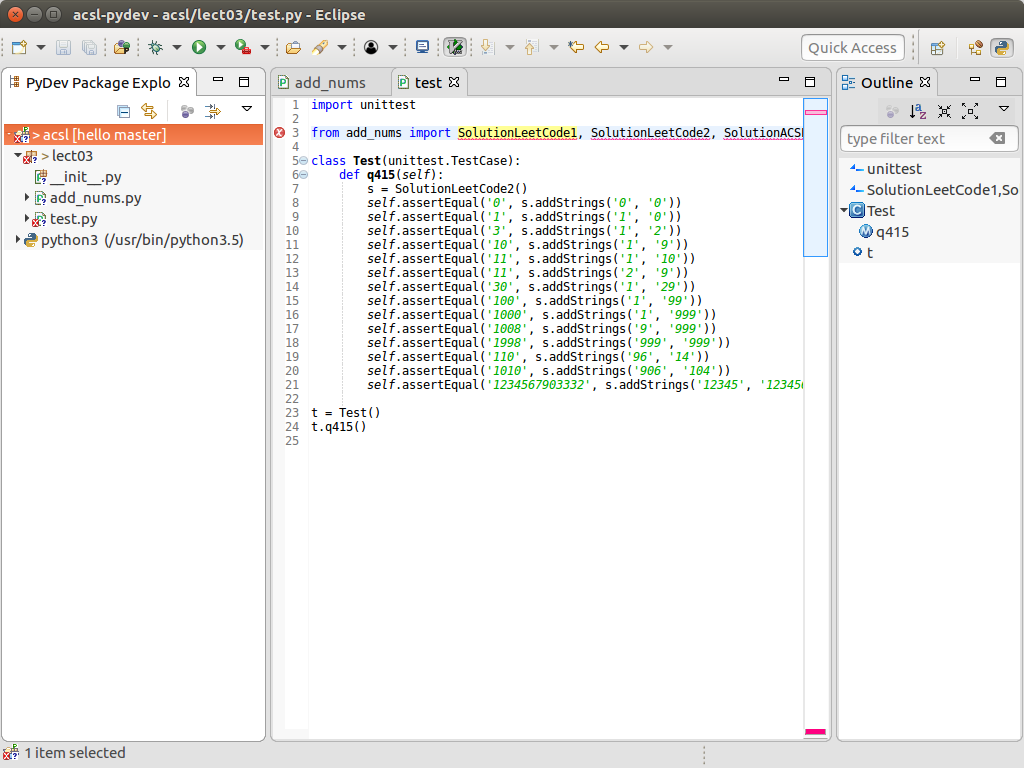 acsl-pydev - acsl/lect03/test.py - Eclipse
Quick Access
PyDev Package Explo
add_nums
test
Outline
> acsl [hello master]
> lect03
__init__.py
add_nums.py
test.py
python3 (/usr/bin/python3.5)
1 import unittest
2
3 from add_nums import SolutionLeetCode1, SolutionLeetCode2, SolutionACSL
4
5 class Test(unittest.TestCase):
6 def q415(self):
7 s = SolutionLeetCode2()
8 self.assertEqual('0', s.addStrings('0', '0'))
9 self.assertEqual('1', s.addStrings('1', '0'))
10 self.assertEqual('3', s.addStrings('1', '2'))
11 self.assertEqual('10', s.addStrings('1', '9'))
12 self.assertEqual('11', s.addStrings('1', '10'))
13 self.assertEqual('11', s.addStrings('2', '9'))
14 self.assertEqual('30', s.addStrings('1', '29'))
15 self.assertEqual('100', s.addStrings('1', '99'))
16 self.assertEqual('1000', s.addStrings('1', '999'))
17 self.assertEqual('1008', s.addStrings('9', '999'))
18 self.assertEqual('1998', s.addStrings('999', '999'))
19 self.assertEqual('110', s.addStrings('96', '14'))
20 self.assertEqual('1010', s.addStrings('906', '104'))
21 self.assertEqual('1234567903332', s.addStrings('12345', '123456
22
23 t = Test()
24 t.q415()
25
type filter text
unittest
SolutionLeetCode1,So
Test
q415
t
1 item selected